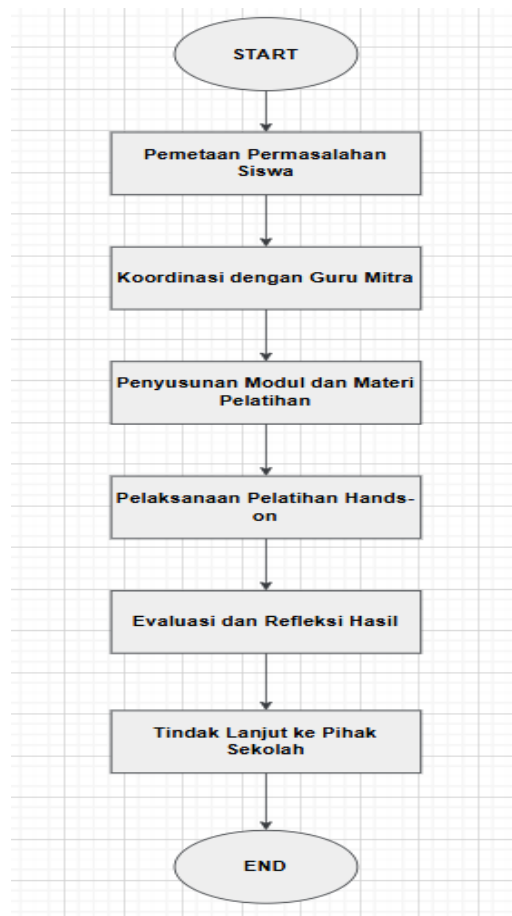 START
Pemetaan Permasalahan
Siswa
Koordinasi dengan Guru Mitra
Penyusunan Modul dan Materi
Pelatihan
Pelaksanaan Pelatihan Hands-
on
Evaluasi dan Refleksi Hasil
Tindak Lanjut ke Pihak
Sekolah
END